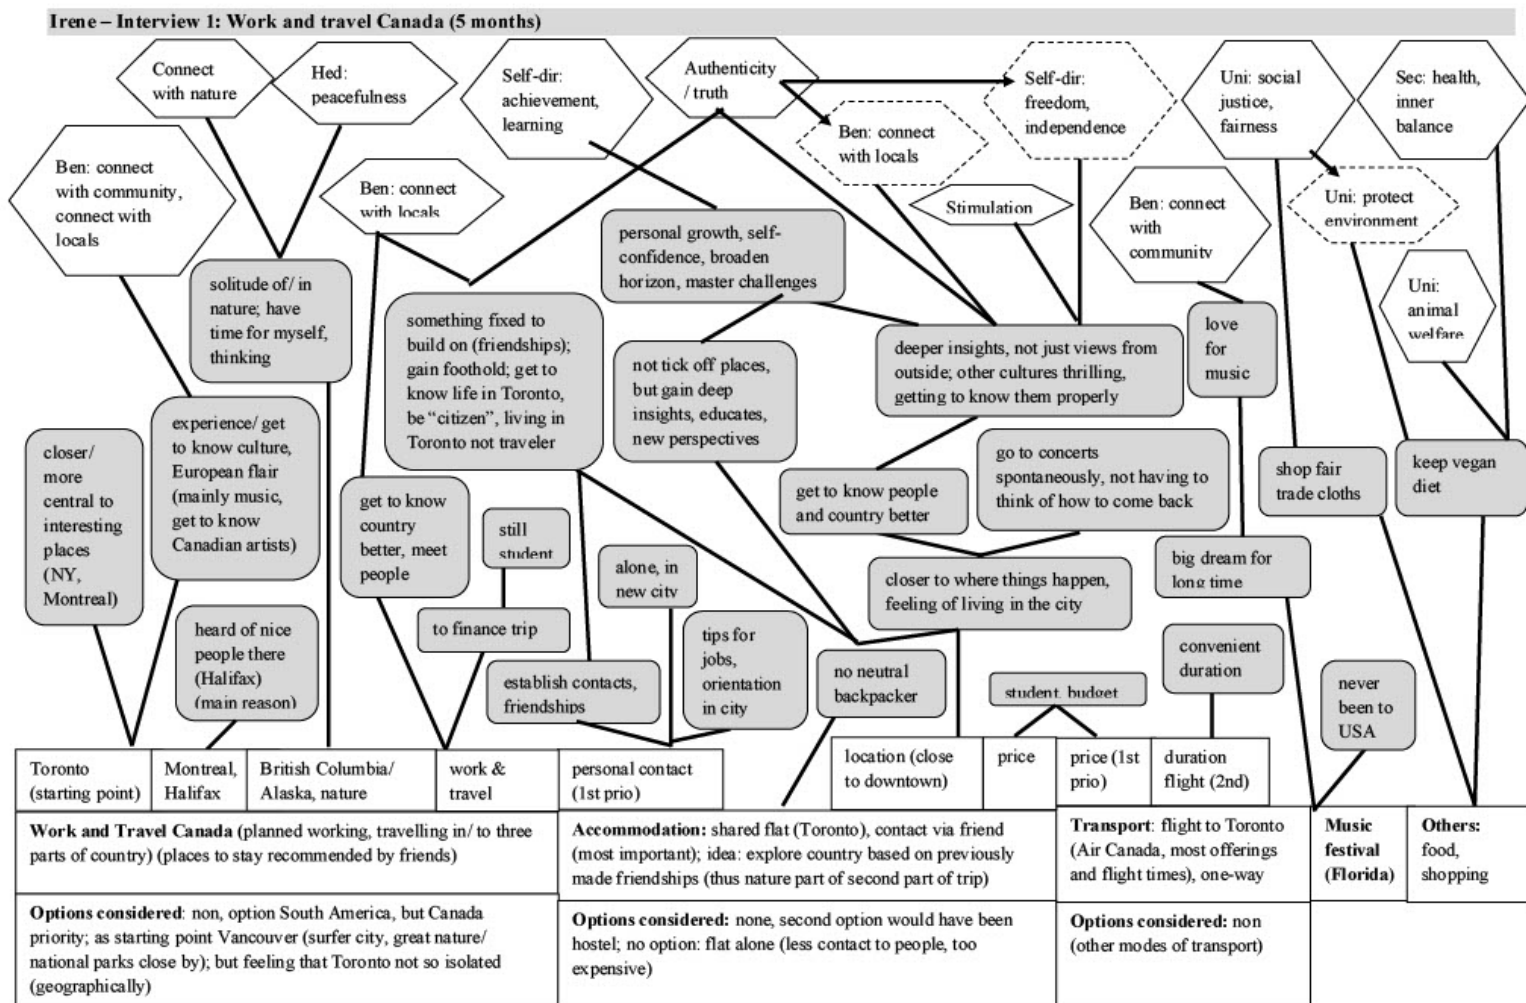 Irene – Interview 1: Work and travel Canada (5 months)
Connect
with nature
Hed:
peacefulness
Self-dir:
achievement,
learning
Authenticity
/ truth
Self-dir:
freedom,
independence
Uni: social
justice,
fairness
Sec: health,
inner
balance
Ben: connect
with community,
connect with
locals
Ben: connect
with locals
Ben: connect
with locals
Stimulation
Ben: connect
with
community
Uni: protect
environment
Uni:
animal
welfare
solitude of/ in
nature; have
time for myself,
thinking
personal growth, self-
confidence, broaden
horizon, master challenges
something fixed to
build on (friendships);
gain foothold; get to
know life in Toronto,
be “citizen”, living in
Toronto not traveler
not tick off places,
but gain deep
insights, educates,
new perspectives
deeper insights, not just views from
outside; other cultures thrilling,
getting to know them properly
love
for
music
closer/
more
central to
interesting
places
(NY,
Montreal)
experience/ get
to know culture,
European flair
(mainly music,
get to know
Canadian artists)
get to know
country
better, meet
people
still
student
get to know people
and country better
go to concerts
spontaneously, not having to
think of how to come back
shop fair
trade cloths
keep vegan
diet
heard of nice
people there
(Halifax)
(main reason)
to finance trip
alone, in
new city
closer to where things happen,
feeling of living in the city
big dream for
long time
establish contacts,
friendships
tips for
jobs,
orientation
in city
no neutral
backpacker
student, budget
convenient
duration
never
been to
USA
Toronto
(starting point)
Montreal,
Halifax
British Columbia/
Alaska, nature
work &
travel
personal contact
(1st prio)
location (close
to downtown)
price
price (1st
prio)
duration
flight (2nd)
Work and Travel Canada (planned working, travelling in/ to three
parts of country) (places to stay recommended by friends)
Accommodation: shared flat (Toronto), contact via friend
(most important); idea: explore country based on previously
made friendships (thus nature part of second part of trip)
Transport: flight to Toronto
(Air Canada, most offerings
and flight times), one-way
Music
festival
(Florida)
Others:
food,
shopping
Options considered: non, option South America, but Canada
priority; as starting point Vancouver (surfer city, great nature/
national parks close by); but feeling that Toronto not so isolated
(geographically)
Options considered: none, second option would have been
hostel; no option: flat alone (less contact to people, too
expensive)
Options considered: non
(other modes of transport)